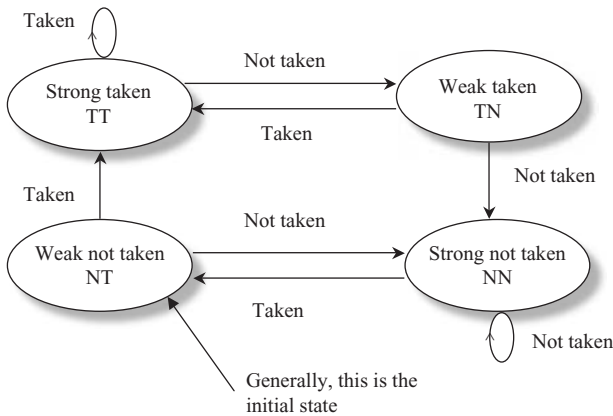 Taken
Not taken
Strong taken
TT
Weak taken
TN
Taken
Taken
Not taken
Not taken
Weak not taken
NT
Strong not taken
NN
Taken
Not taken
Generally, this is the
initial state